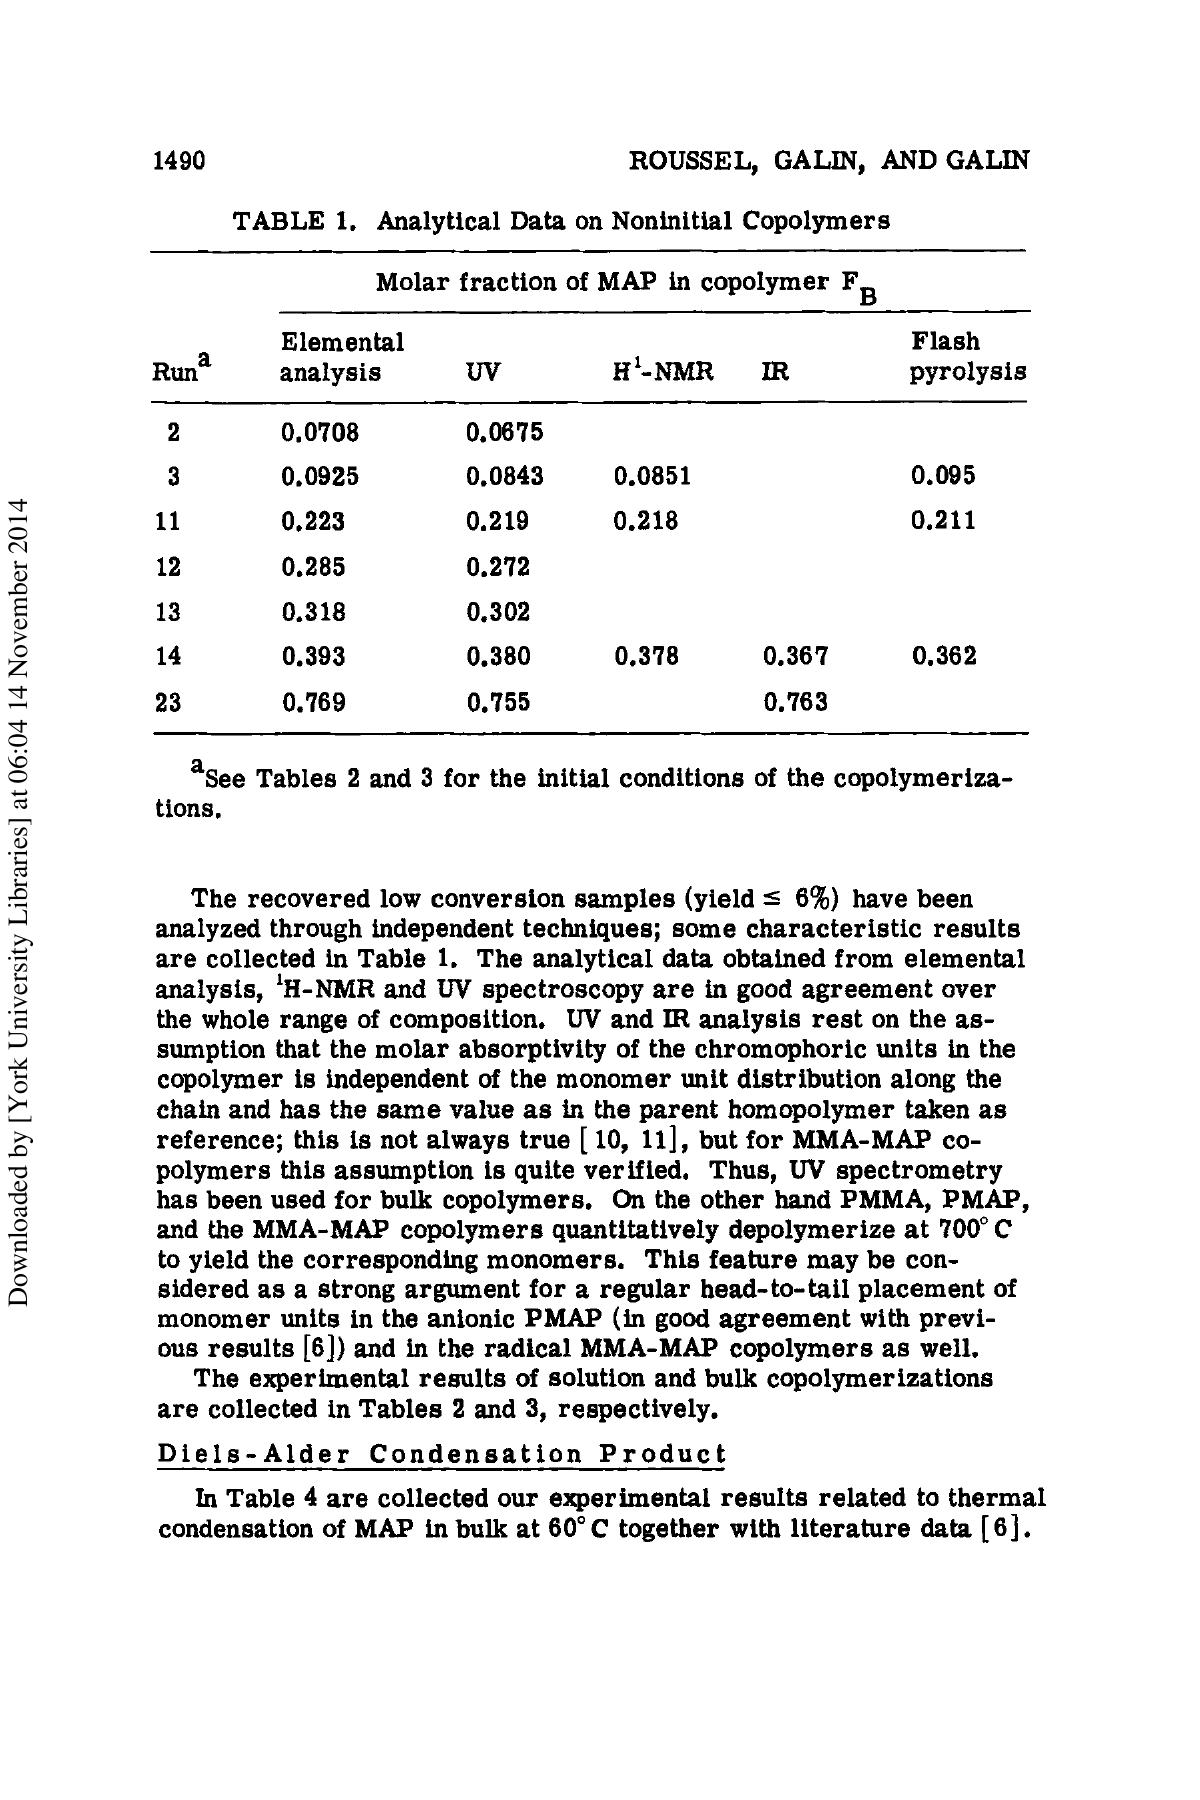 1490 ROUSSEL, GALIN, AND GALIN
TABLE 1. Analytical Data on Noninitial Copolymers
Molar fraction of MAP in copolymer F_B
Elemental Flash
Run^a analysis UV H^1-NMR IR pyrolysis
2 0.0708 0.0675
3 0.0925 0.0843 0.0851 0.095
11 0.223 0.219 0.218 0.211
12 0.285 0.272
13 0.318 0.302
14 0.393 0.380 0.378 0.367 0.362
23 0.769 0.755 0.763
^aSee Tables 2 and 3 for the initial conditions of the copolymeriza-
tions.
The recovered low conversion samples (yield ≤ 6%) have been
analyzed through independent techniques; some characteristic results
are collected in Table 1. The analytical data obtained from elemental
analysis, ^1H-NMR and UV spectroscopy are in good agreement over
the whole range of composition. UV and IR analysis rest on the as-
sumption that the molar absorptivity of the chromophoric units in the
copolymer is independent of the monomer unit distribution along the
chain and has the same value as in the parent homopolymer taken as
reference; this is not always true [10, 11], but for MMA-MAP co-
polymers this assumption is quite verified. Thus, UV spectrometry
has been used for bulk copolymers. On the other hand PMMA, PMAP,
and the MMA-MAP copolymers quantitatively depolymerize at 700°C
to yield the corresponding monomers. This feature may be con-
sidered as a strong argument for a regular head-to-tail placement of
monomer units in the anionic PMAP (in good agreement with previ-
ous results [6]) and in the radical MMA-MAP copolymers as well.
The experimental results of solution and bulk copolymerizations
are collected in Tables 2 and 3, respectively.
Diels-Alder Condensation Product
In Table 4 are collected our experimental results related to thermal
condensation of MAP in bulk at 60°C together with literature data [6].
Downloaded by [York University Libraries] at 06:04 14 November 2014